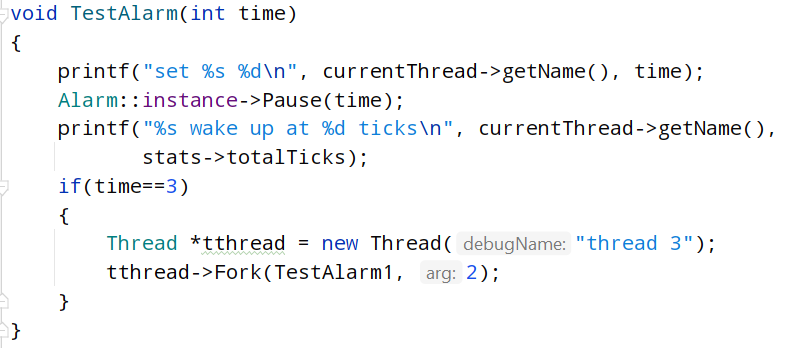 void TestAlarm(int time)
{
    printf("set %s %d\n", currentThread->getName(), time);
    Alarm::instance->Pause(time);
    printf("%s wake up at %d ticks\n", currentThread->getName(),
           stats->totalTicks);
    if(time==3)
    {
        Thread *tthread = new Thread( debugName: "thread 3");
        tthread->Fork(TestAlarm1, arg: 2);
    }
}